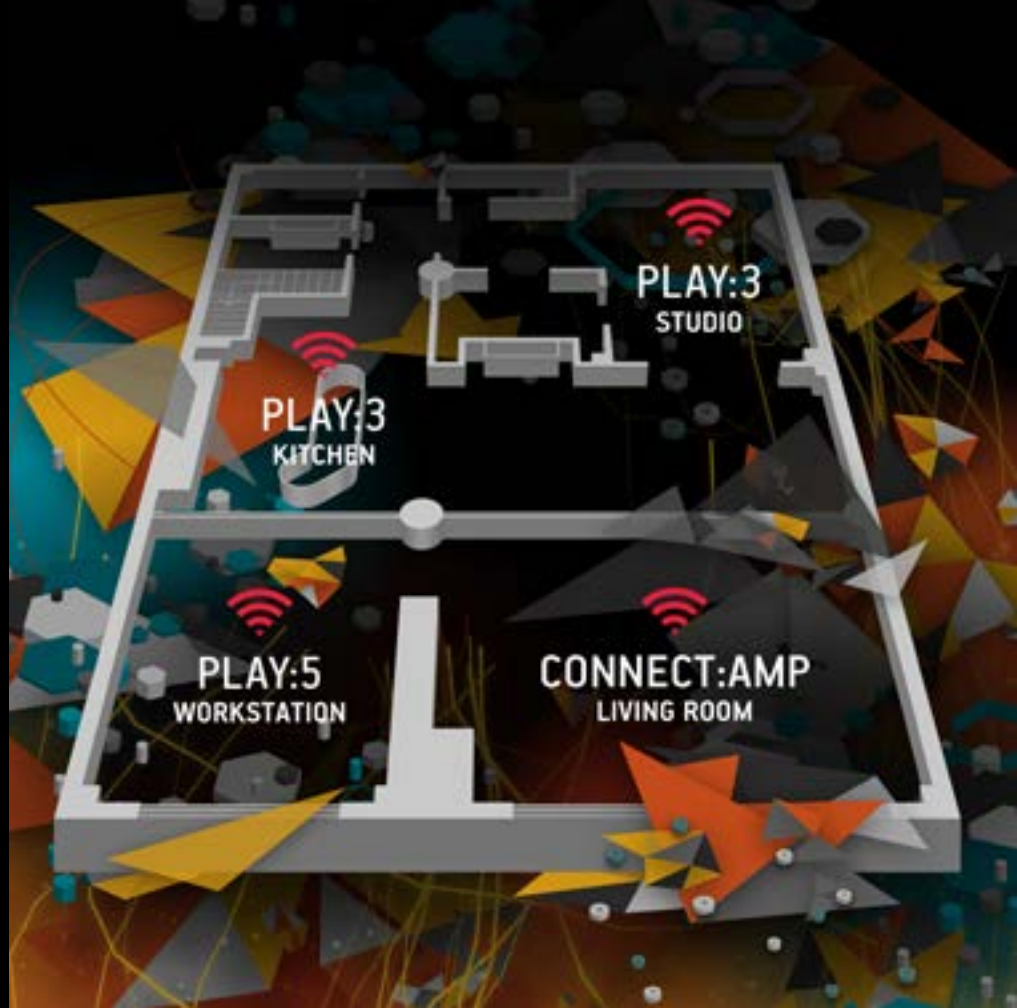 PLAY:3
STUDIO
PLAY:3
KITCHEN
PLAY:5
WORKSTATION
CONNECT:AMP
LIVING ROOM